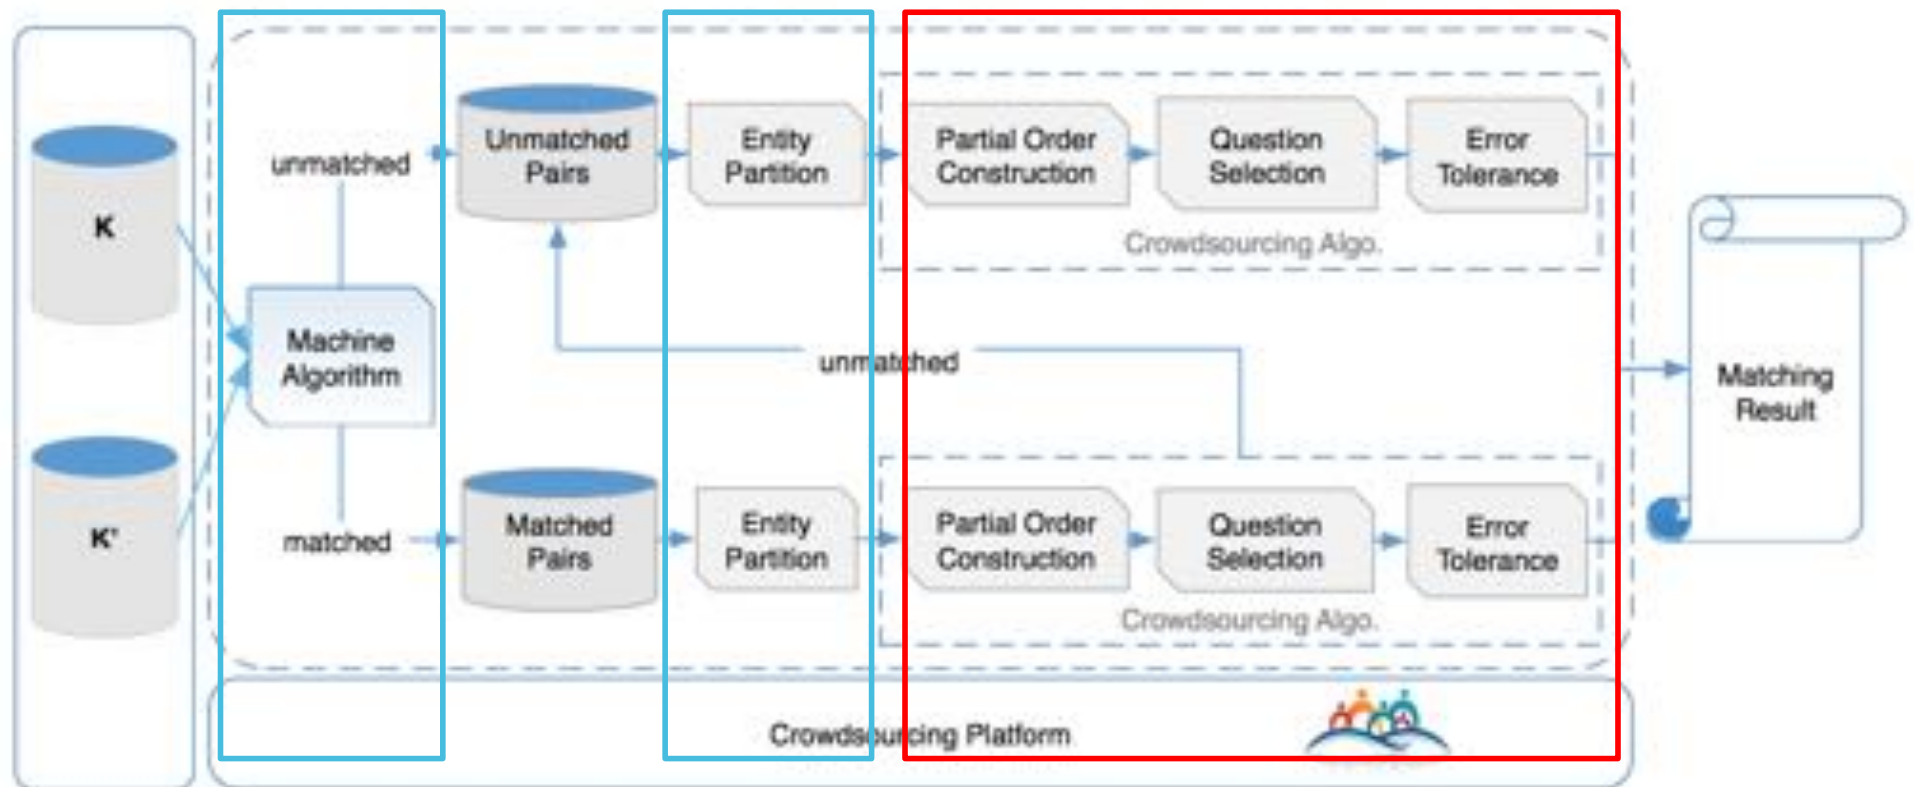 K
K'
unmatched
Machine
Algorithm
matched
Unmatched
Pairs
Entity
Partition
Partial Order
Construction
Question
Selection
Error
Tolerance
Crowdsourcing Algo.
unmatched
Matched
Pairs
Entity
Partition
Partial Order
Construction
Question
Selection
Error
Tolerance
Crowdsourcing Algo.
Matching
Result
Crowdsourcing Platform